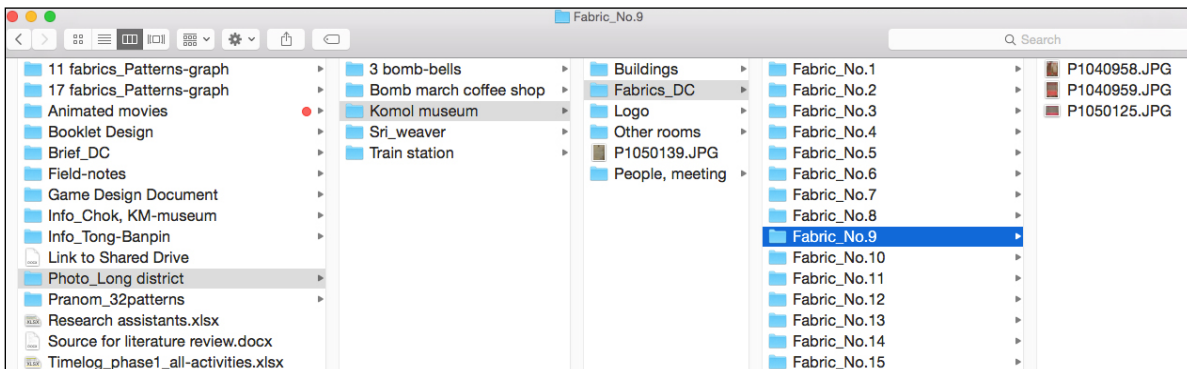 Fabric_No.9
Search
11 fabrics_Patterns-graph
17 fabrics_Patterns-graph
Animated movies
Booklet Design
Brief_DC
Field-notes
Game Design Document
Info_Chok, KM-museum
Info_Tong-Banpin
Link to Shared Drive
Photo_Long district
Pranom_32patterns
Research assistants.xlsx
Source for literature review.docx
Timelog_phase1_all-activities.xlsx
3 bomb-bells
Bomb march coffee shop
Komol museum
Sri_weaver
Train station
Buildings
Fabrics_DC
Logo
Other rooms
P1050139.JPG
People, meeting
Fabric_No.1
Fabric_No.2
Fabric_No.3
Fabric_No.4
Fabric_No.5
Fabric_No.6
Fabric_No.7
Fabric_No.8
Fabric_No.9
Fabric_No.10
Fabric_No.11
Fabric_No.12
Fabric_No.13
Fabric_No.14
Fabric_No.15
P1040958.JPG
P1040959.JPG
P1050125.JPG